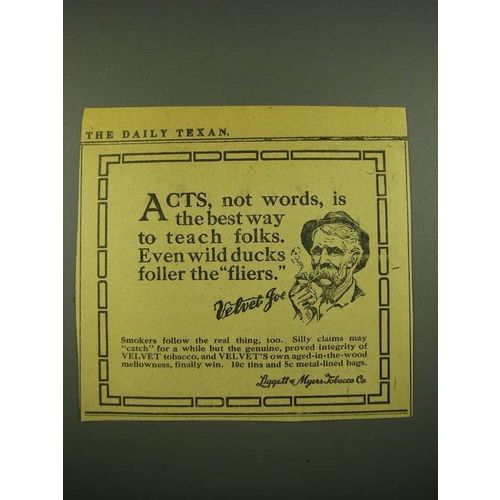 THE DAILY TEXAN.
ACTS, not words, is
the best way
to teach folks.
Even wild ducks
foller the "fliers."
Velvet Joe
Smokers follow the real thing, too. Silly claims may
"catch" for a while but the genuine, proved integrity of
VELVET tobacco, and VELVET'S own aged-in-the-wood
mellowness, finally win. 10c tins and 5c metal-lined bags.
Liggett & Myers Tobacco Co.